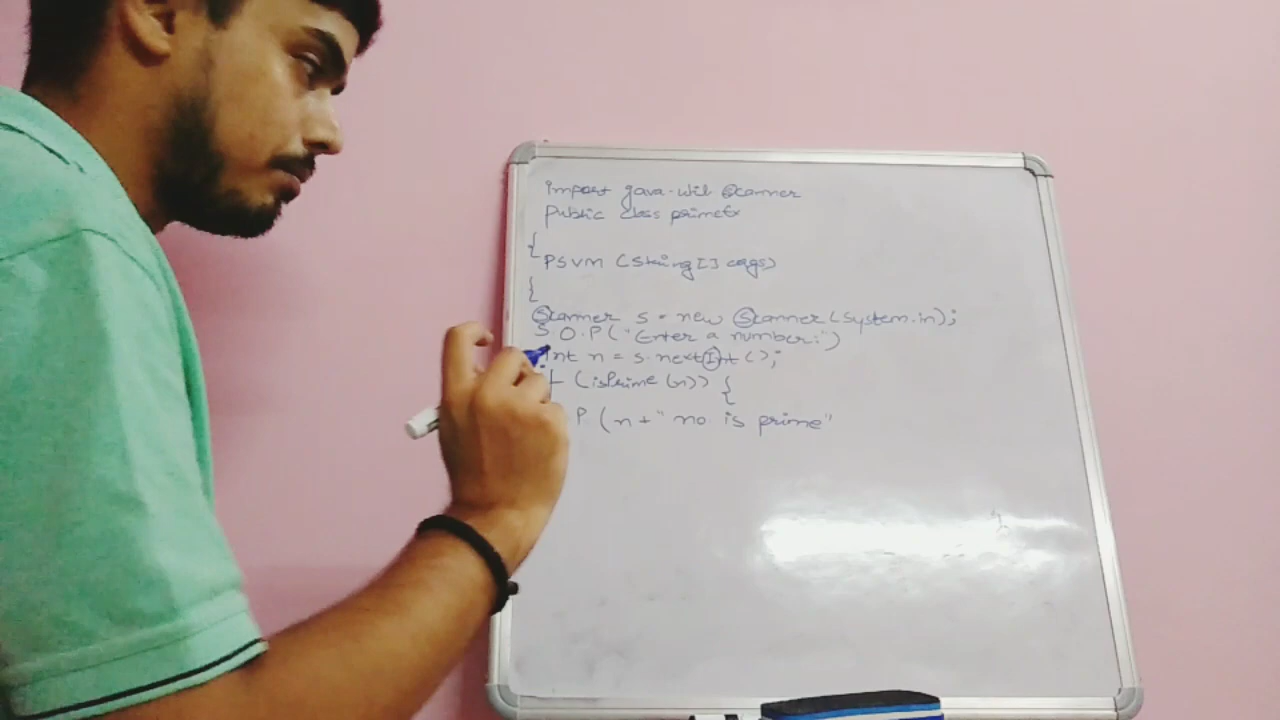 import java.util.Scanner
Public class primeEx
{
PSVM (String[] args)
{
Scanner s = new Scanner(System.in);
S.O.P("Enter a number:")
int n = s.nextInt();
if (isPrime(n)) {
P (n + " no is prime"